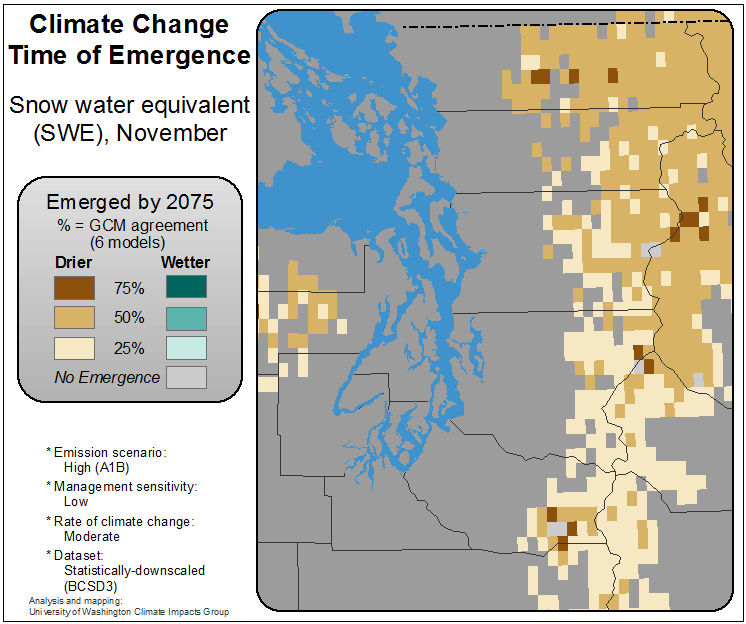 Climate Change
Time of Emergence
Snow water equivalent
(SWE), November
Emerged by 2075
% = GCM agreement
(6 models)
Drier Wetter
75%
50%
25%
No Emergence
* Emission scenario:
High (A1B)
* Management sensitivity:
Low
* Rate of climate change:
Moderate
* Dataset:
Statistically-downscaled
(BCSD3)
Analysis and mapping:
University of Washington Climate Impacts Group